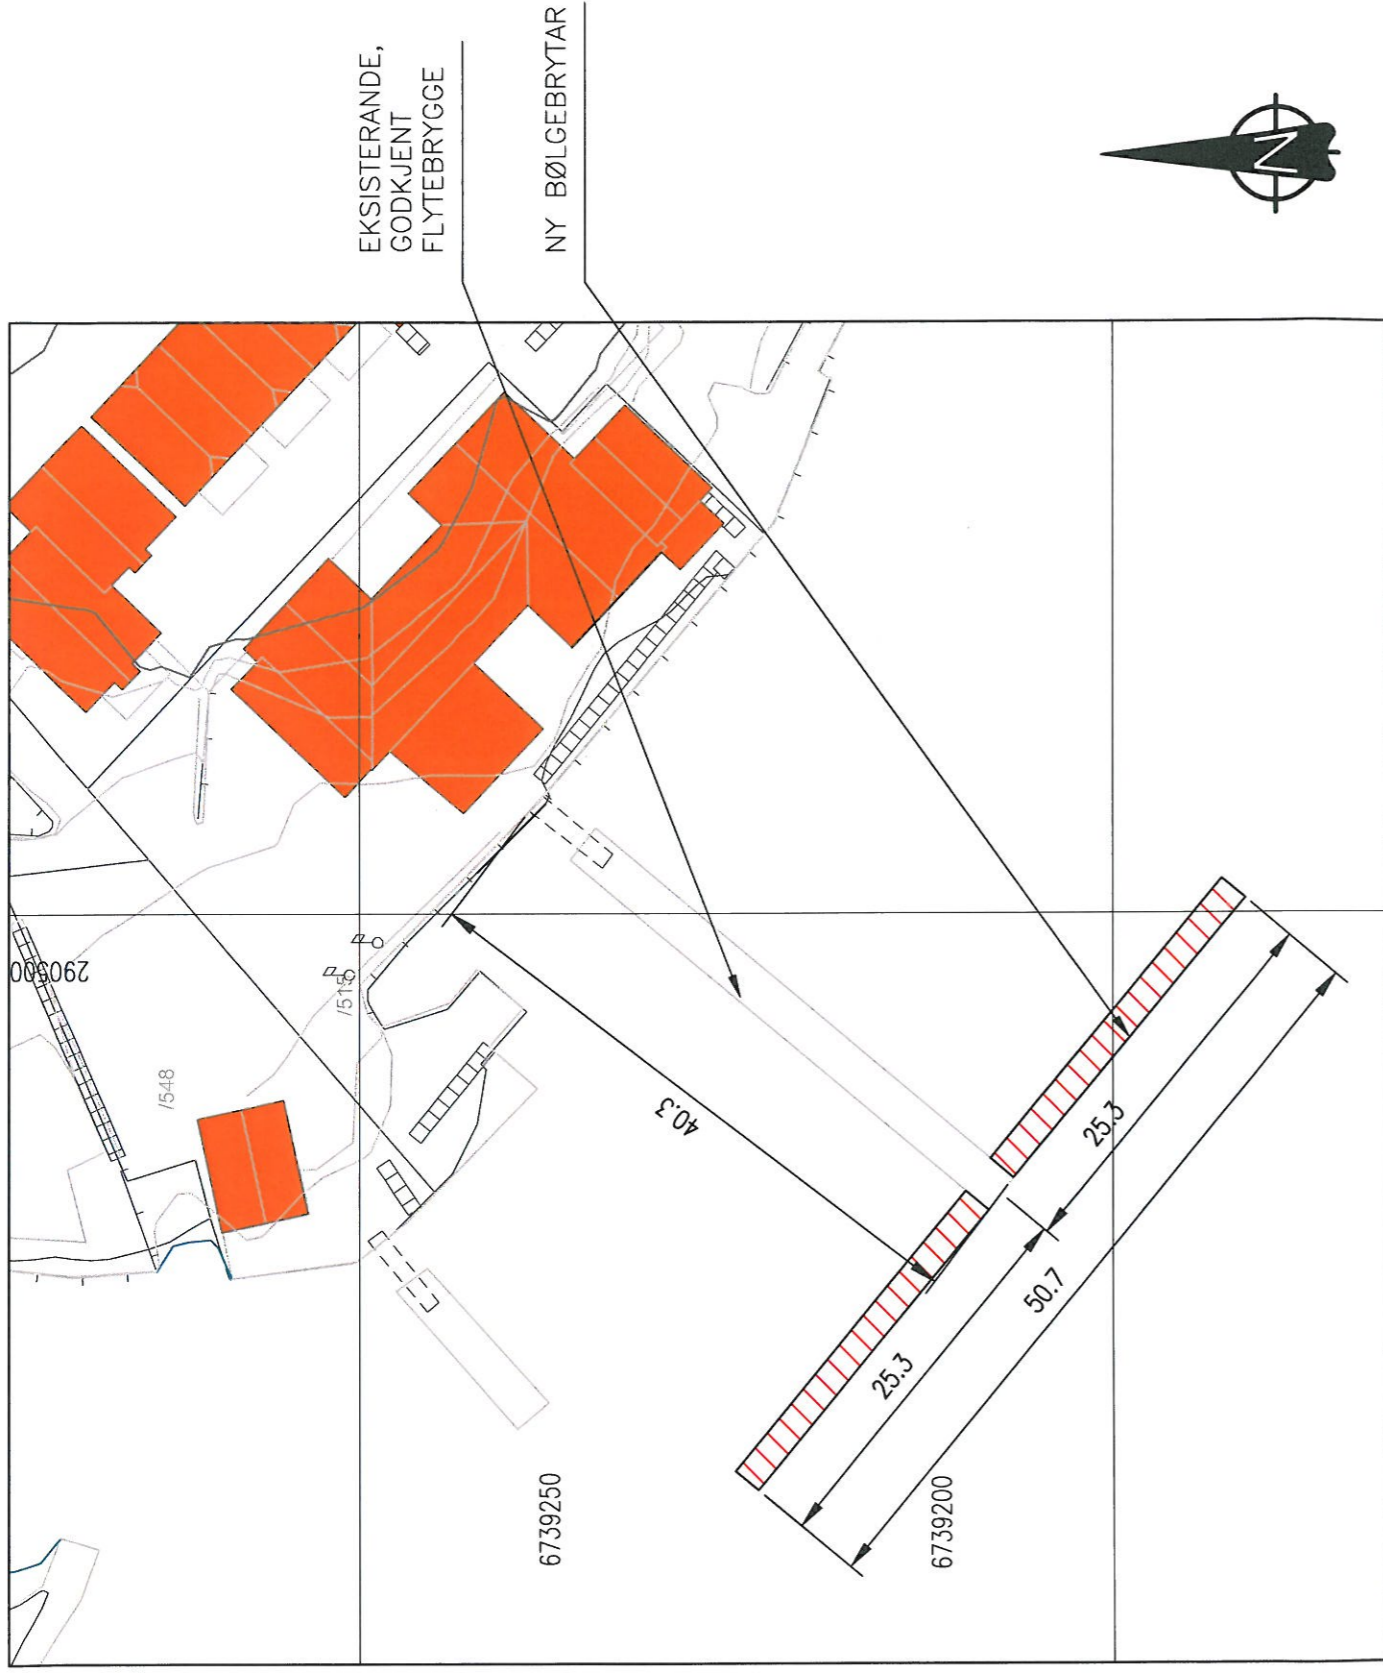 EKSISTERANDE,
GODKJENT
FLYTEBRYGGE
NY BØLGEBRYTAR
N
290500
/515
/548
40.3
25.3
25.3
50.7
6739250
6739200